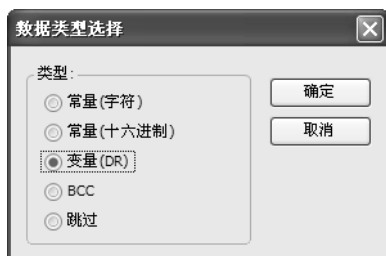 数据类型选择
类型:
常量(字符)
常量(十六进制)
变量(DR)
BCC
跳过
确定
取消